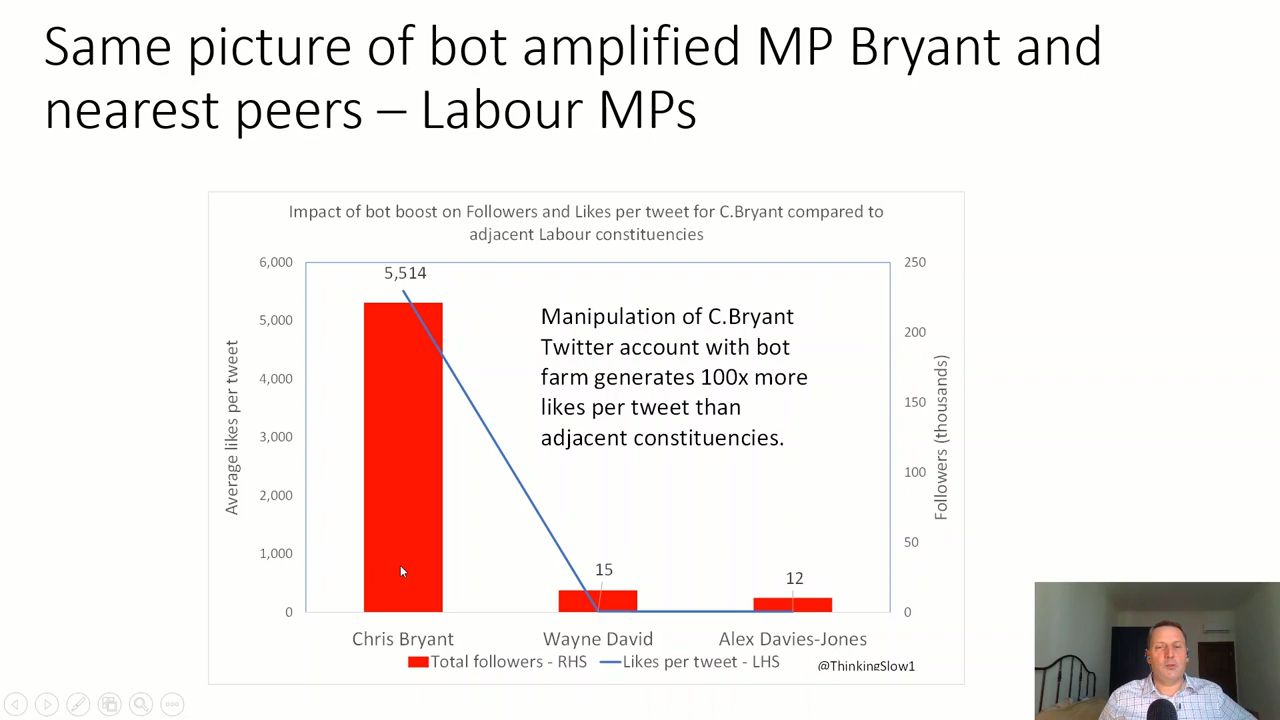 Same picture of bot amplified MP Bryant and
nearest peers – Labour MPs
Impact of bot boost on Followers and Likes per tweet for C.Bryant compared to
adjacent Labour constituencies
6,000
5,000
4,000
3,000
2,000
1,000
0
Average likes per tweet
5,514
15
12
Manipulation of C.Bryant
Twitter account with bot
farm generates 100x more
likes per tweet than
adjacent constituencies.
250
200
150
100
50
0
Followers (thousands)
Chris Bryant
Wayne David
Alex Davies-Jones
Total followers - RHS
Likes per tweet - LHS
@ThinkingSlow1